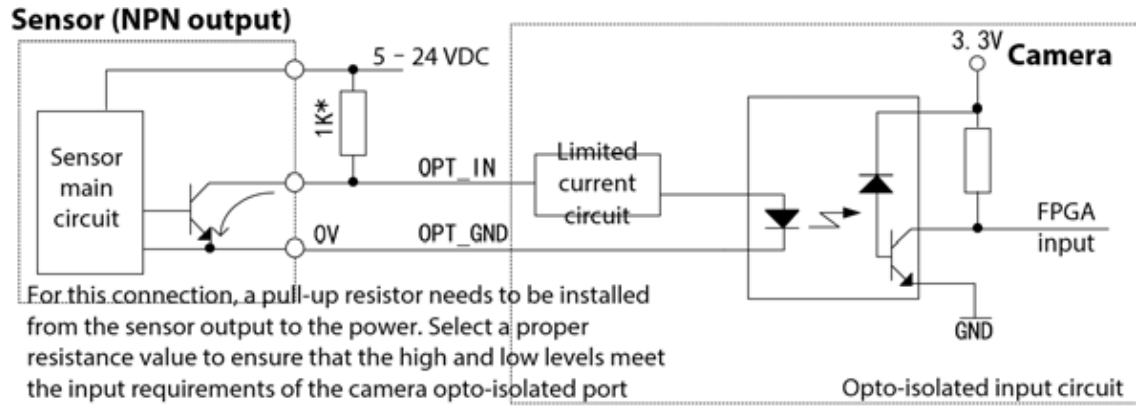 Sensor (NPN output)
5 - 24 VDC
3.3V
Camera
1K*
Sensor
main
circuit
OPT_IN
Limited
current
circuit
0V
OPT_GND
FPGA
input
GND
For this connection, a pull-up resistor needs to be installed
from the sensor output to the power. Select a proper
resistance value to ensure that the high and low levels meet
the input requirements of the camera opto-isolated port
Opto-isolated input circuit